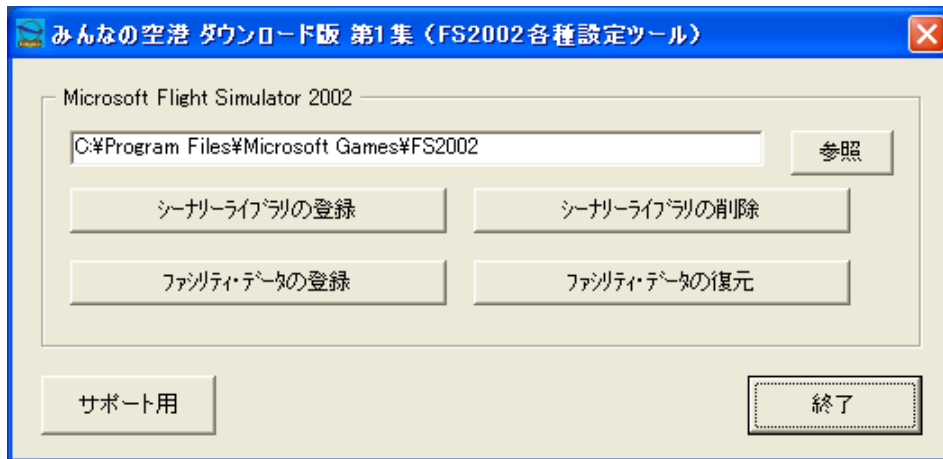 みんなの空港 ダウンロード版 第1集（FS2002各種設定ツール）
Microsoft Flight Simulator 2002
C:¥Program Files¥Microsoft Games¥FS2002
参照
シーナリーライブラリの登録
シーナリーライブラリの削除
ファシリティ・データの登録
ファシリティ・データの復元
サポート用
終了